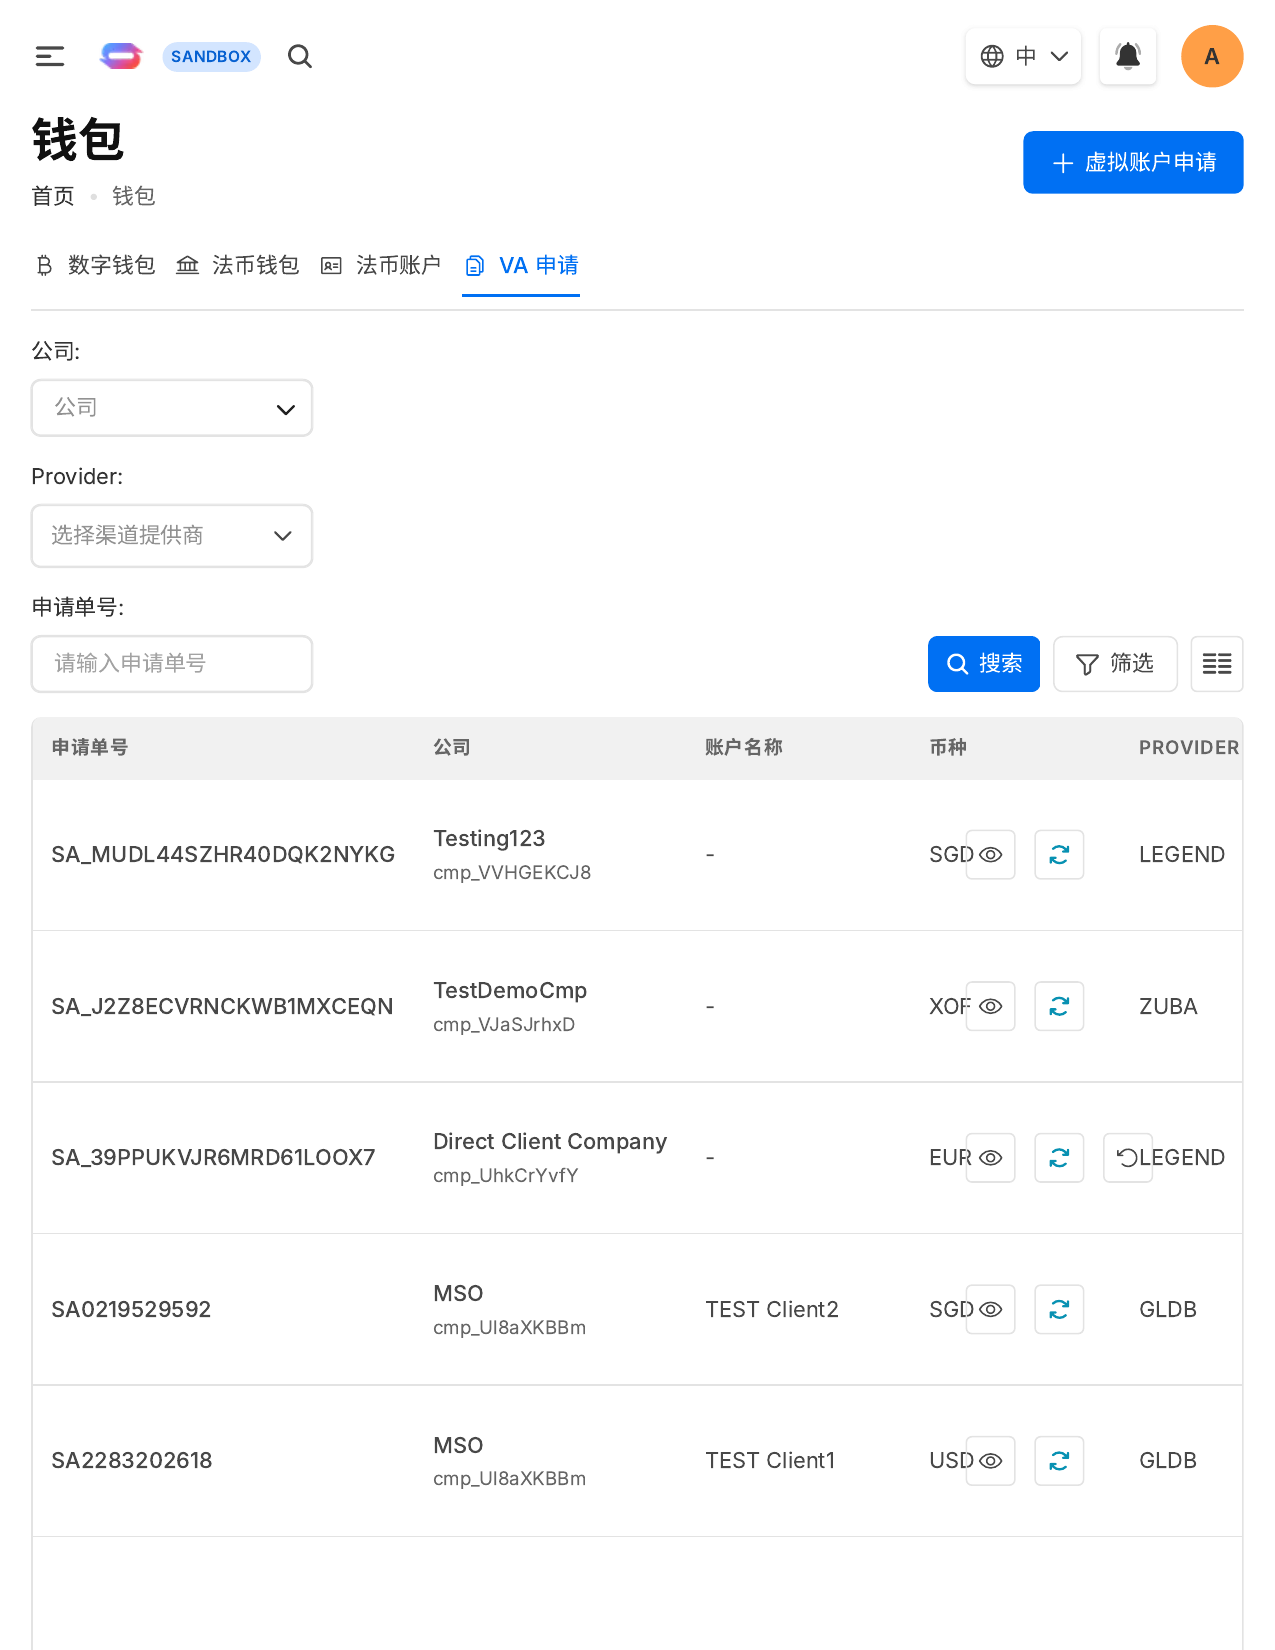 SANDBOX
中
A
钱包
首页 • 钱包
虚拟账户申请
数字钱包 法币钱包 法币账户 VA 申请
公司:
公司
Provider:
选择渠道提供商
申请单号:
请输入申请单号
搜索 筛选
申请单号 公司 账户名称 币种 PROVIDER
SA_MUDL44SZHR40DQK2NYKG Testing123 - SGD LEGEND
cmp_VVHGEKCJ8
SA_J2Z8ECVRNCKWB1MXCEQN TestDemoCmp - XOF ZUBA
cmp_VJaSJrhxD
SA_39PPUKVJR6MRD61LOOX7 Direct Client Company - EUR LEGEND
cmp_UhkCrYvfY
SA0219529592 MSO TEST Client2 SGD GLDB
cmp_UI8aXKBBm
SA2283202618 MSO TEST Client1 USD GLDB
cmp_UI8aXKBBm